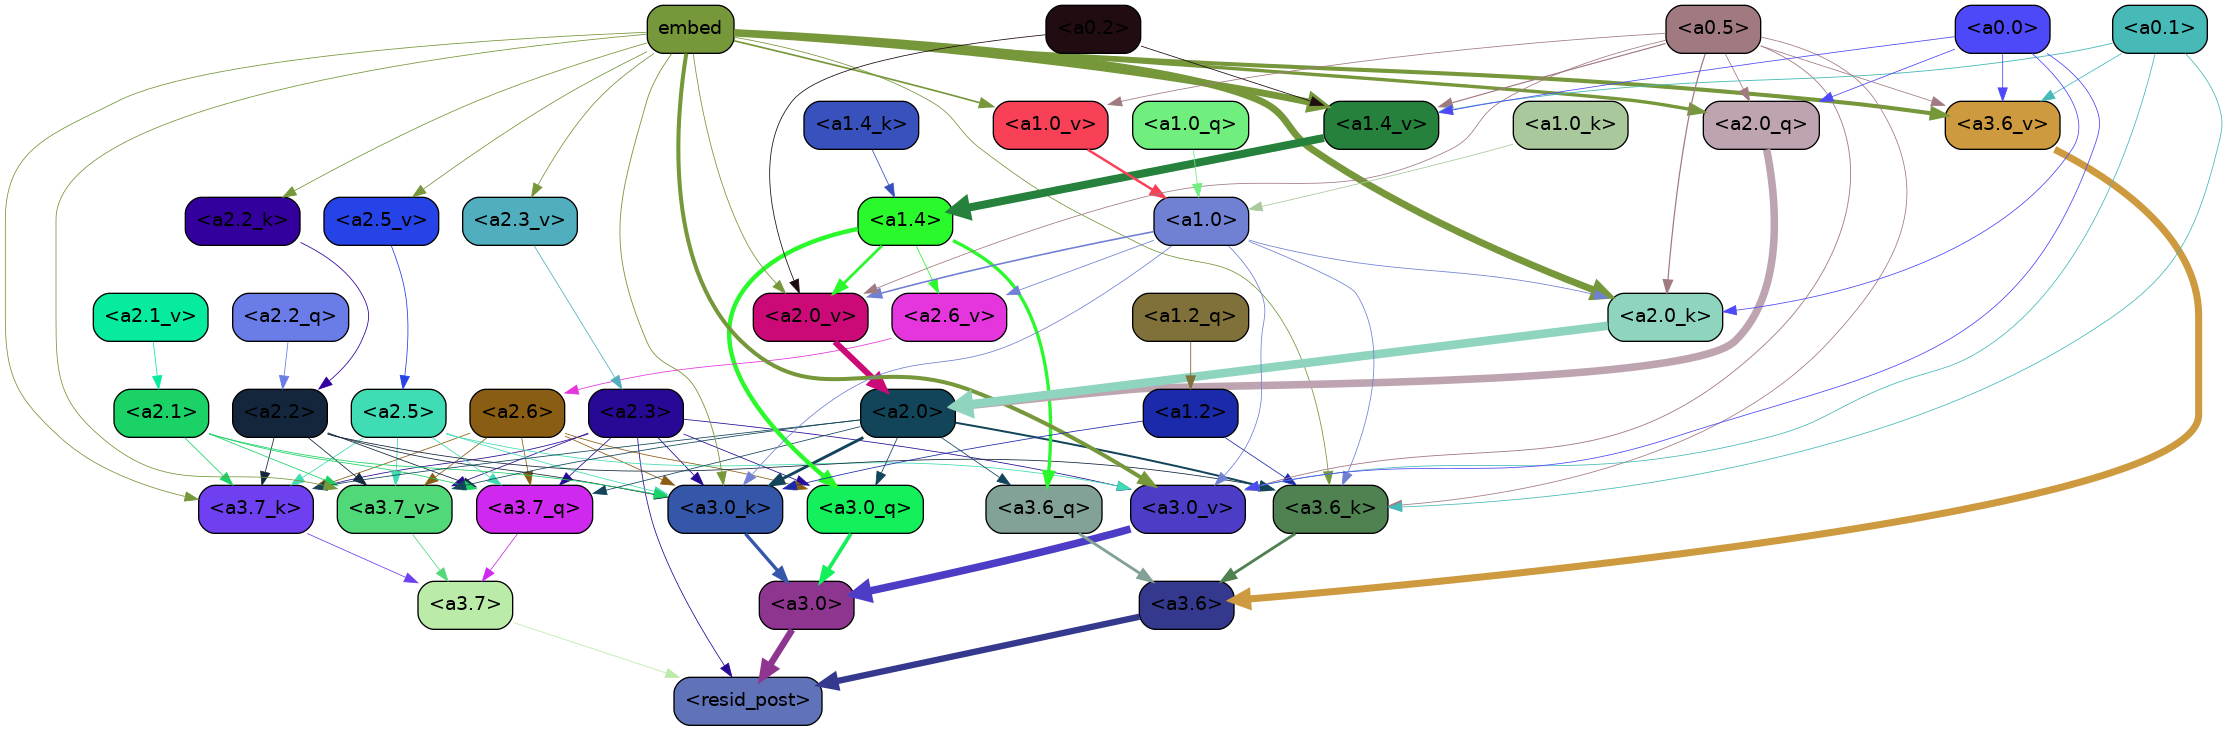 embed
<a0.2>
<a0.5>
<a0.0>
<a0.1>
<a1.4_k>
<a1.0_v>
<a1.0_q>
<a1.4_v>
<a1.0_k>
<a2.0_q>
<a3.6_v>
<a2.2_k>
<a2.5_v>
<a2.3_v>
<a1.4>
<a1.0>
<a2.1_v>
<a2.2_q>
<a2.0_v>
<a2.6_v>
<a1.2_q>
<a2.0_k>
<a2.1>
<a2.2>
<a2.5>
<a2.6>
<a2.3>
<a2.0>
<a1.2>
<a3.7_k>
<a3.7_v>
<a3.7_q>
<a3.0_k>
<a3.0_q>
<a3.6_q>
<a3.0_v>
<a3.6_k>
<a3.7>
<a3.0>
<a3.6>
<resid_post>